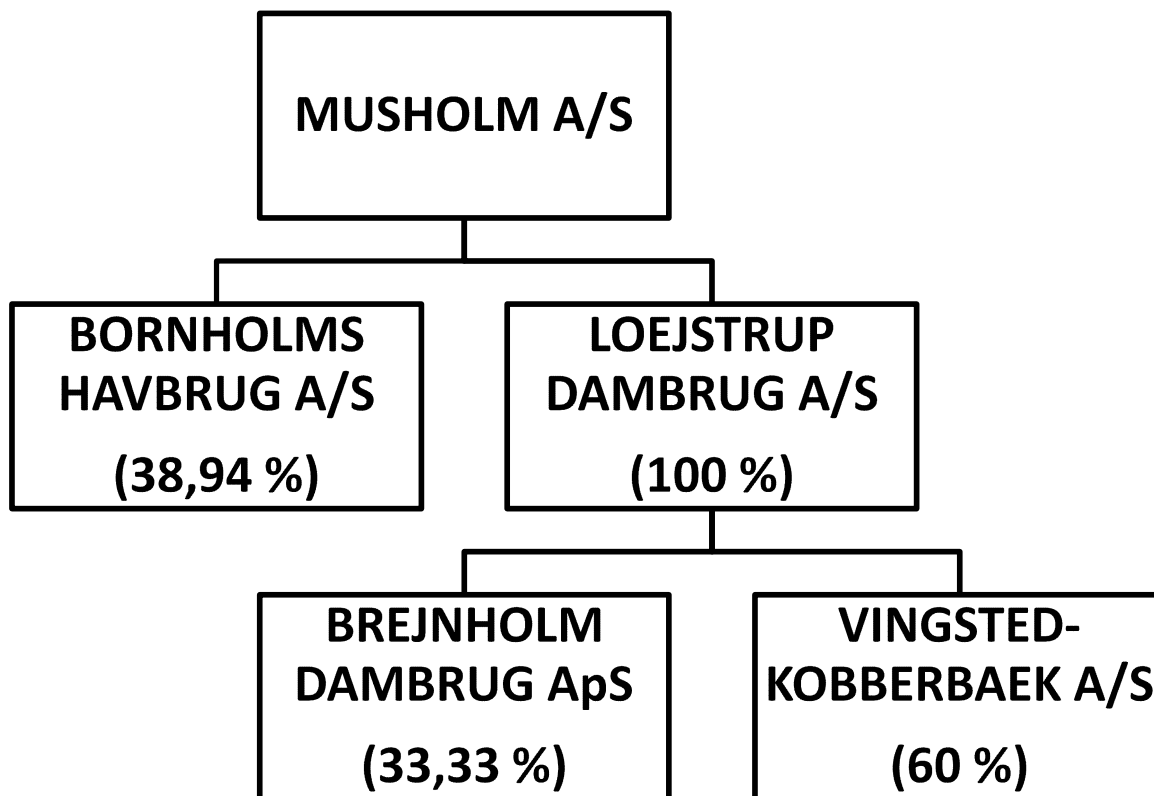 MUSHOLM A/S
BORNHOLMS
HAVBRUG A/S
(38,94 %)
LOEJSTRUP
DAMBRUG A/S
(100 %)
BREJNHOLM
DAMBRUG ApS
(33,33 %)
VINGSTED-
KOBBERBAEK A/S
(60 %)